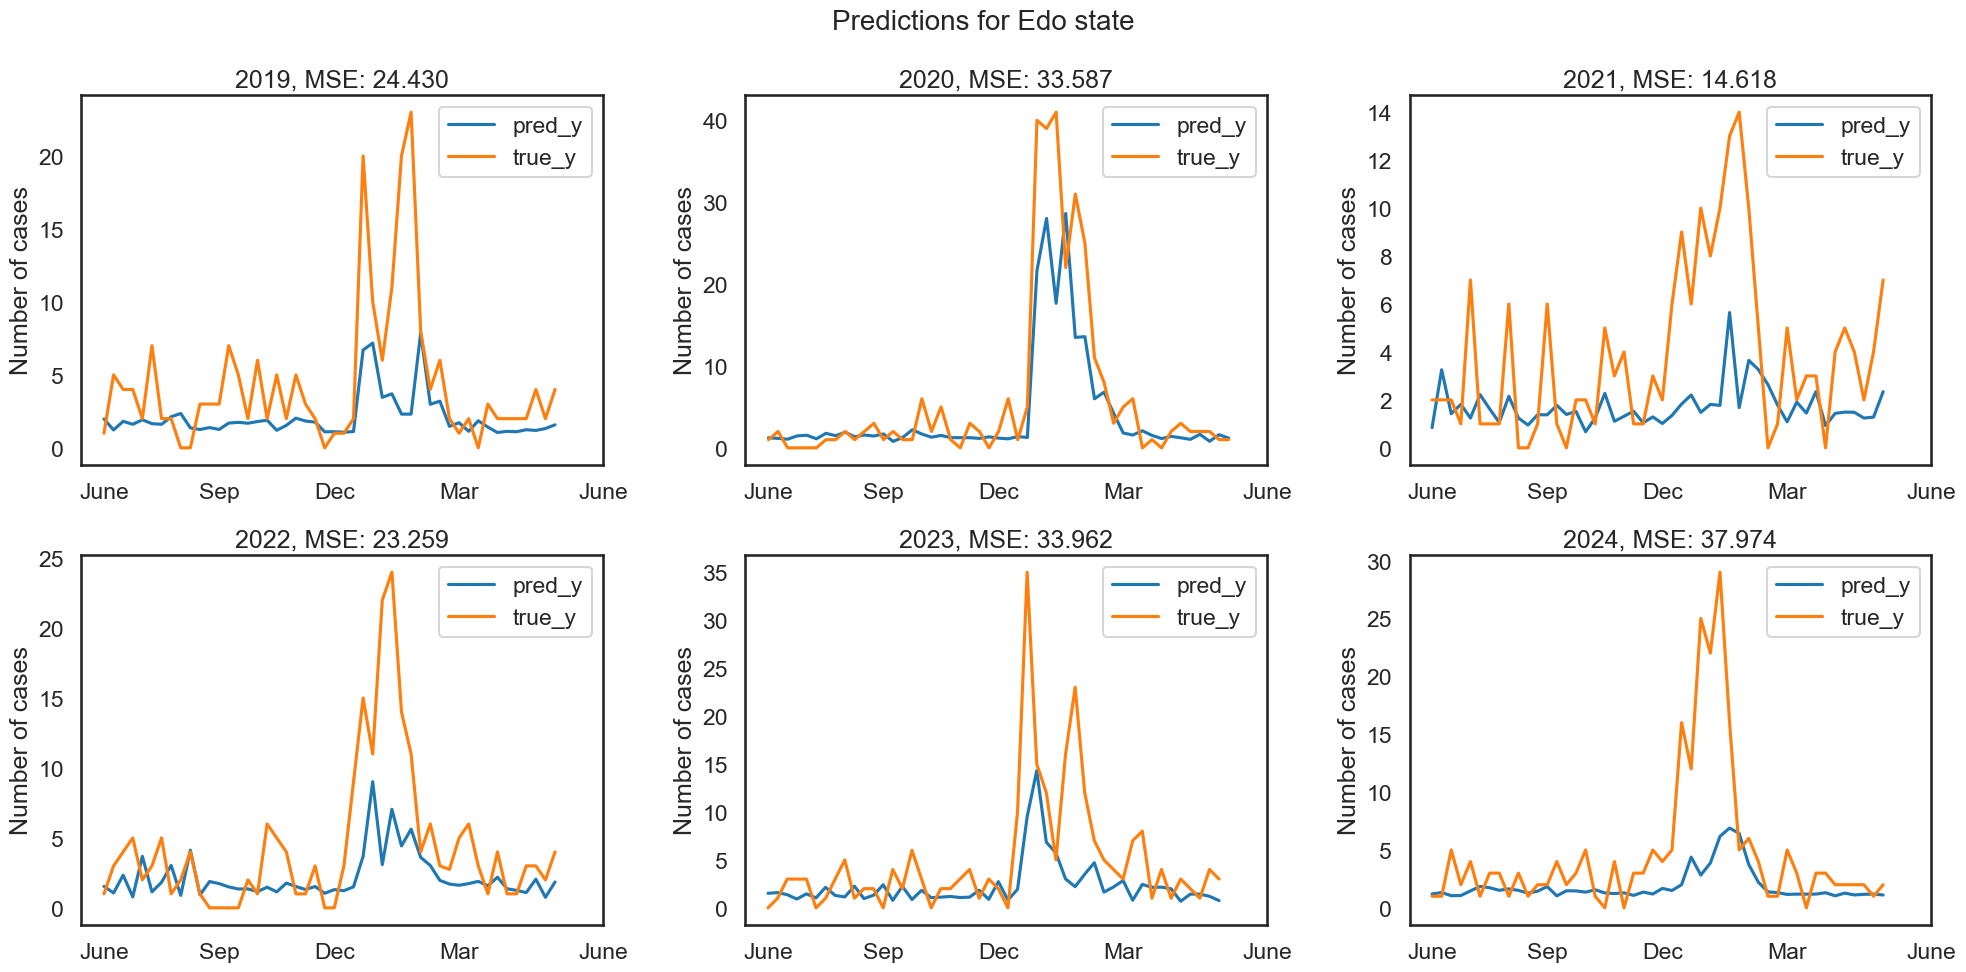 Predictions for Edo state
2019, MSE: 24.430
Number of cases
20
15
10
5
0
pred_y
true_y
June Sep Dec Mar June
2020, MSE: 33.587
Number of cases
40
30
20
10
0
pred_y
true_y
June Sep Dec Mar June
2021, MSE: 14.618
Number of cases
14
12
10
8
6
4
2
0
pred_y
true_y
June Sep Dec Mar June
2022, MSE: 23.259
Number of cases
25
20
15
10
5
0
pred_y
true_y
June Sep Dec Mar June
2023, MSE: 33.962
Number of cases
35
30
25
20
15
10
5
0
pred_y
true_y
June Sep Dec Mar June
2024, MSE: 37.974
Number of cases
30
25
20
15
10
5
0
pred_y
true_y
June Sep Dec Mar June